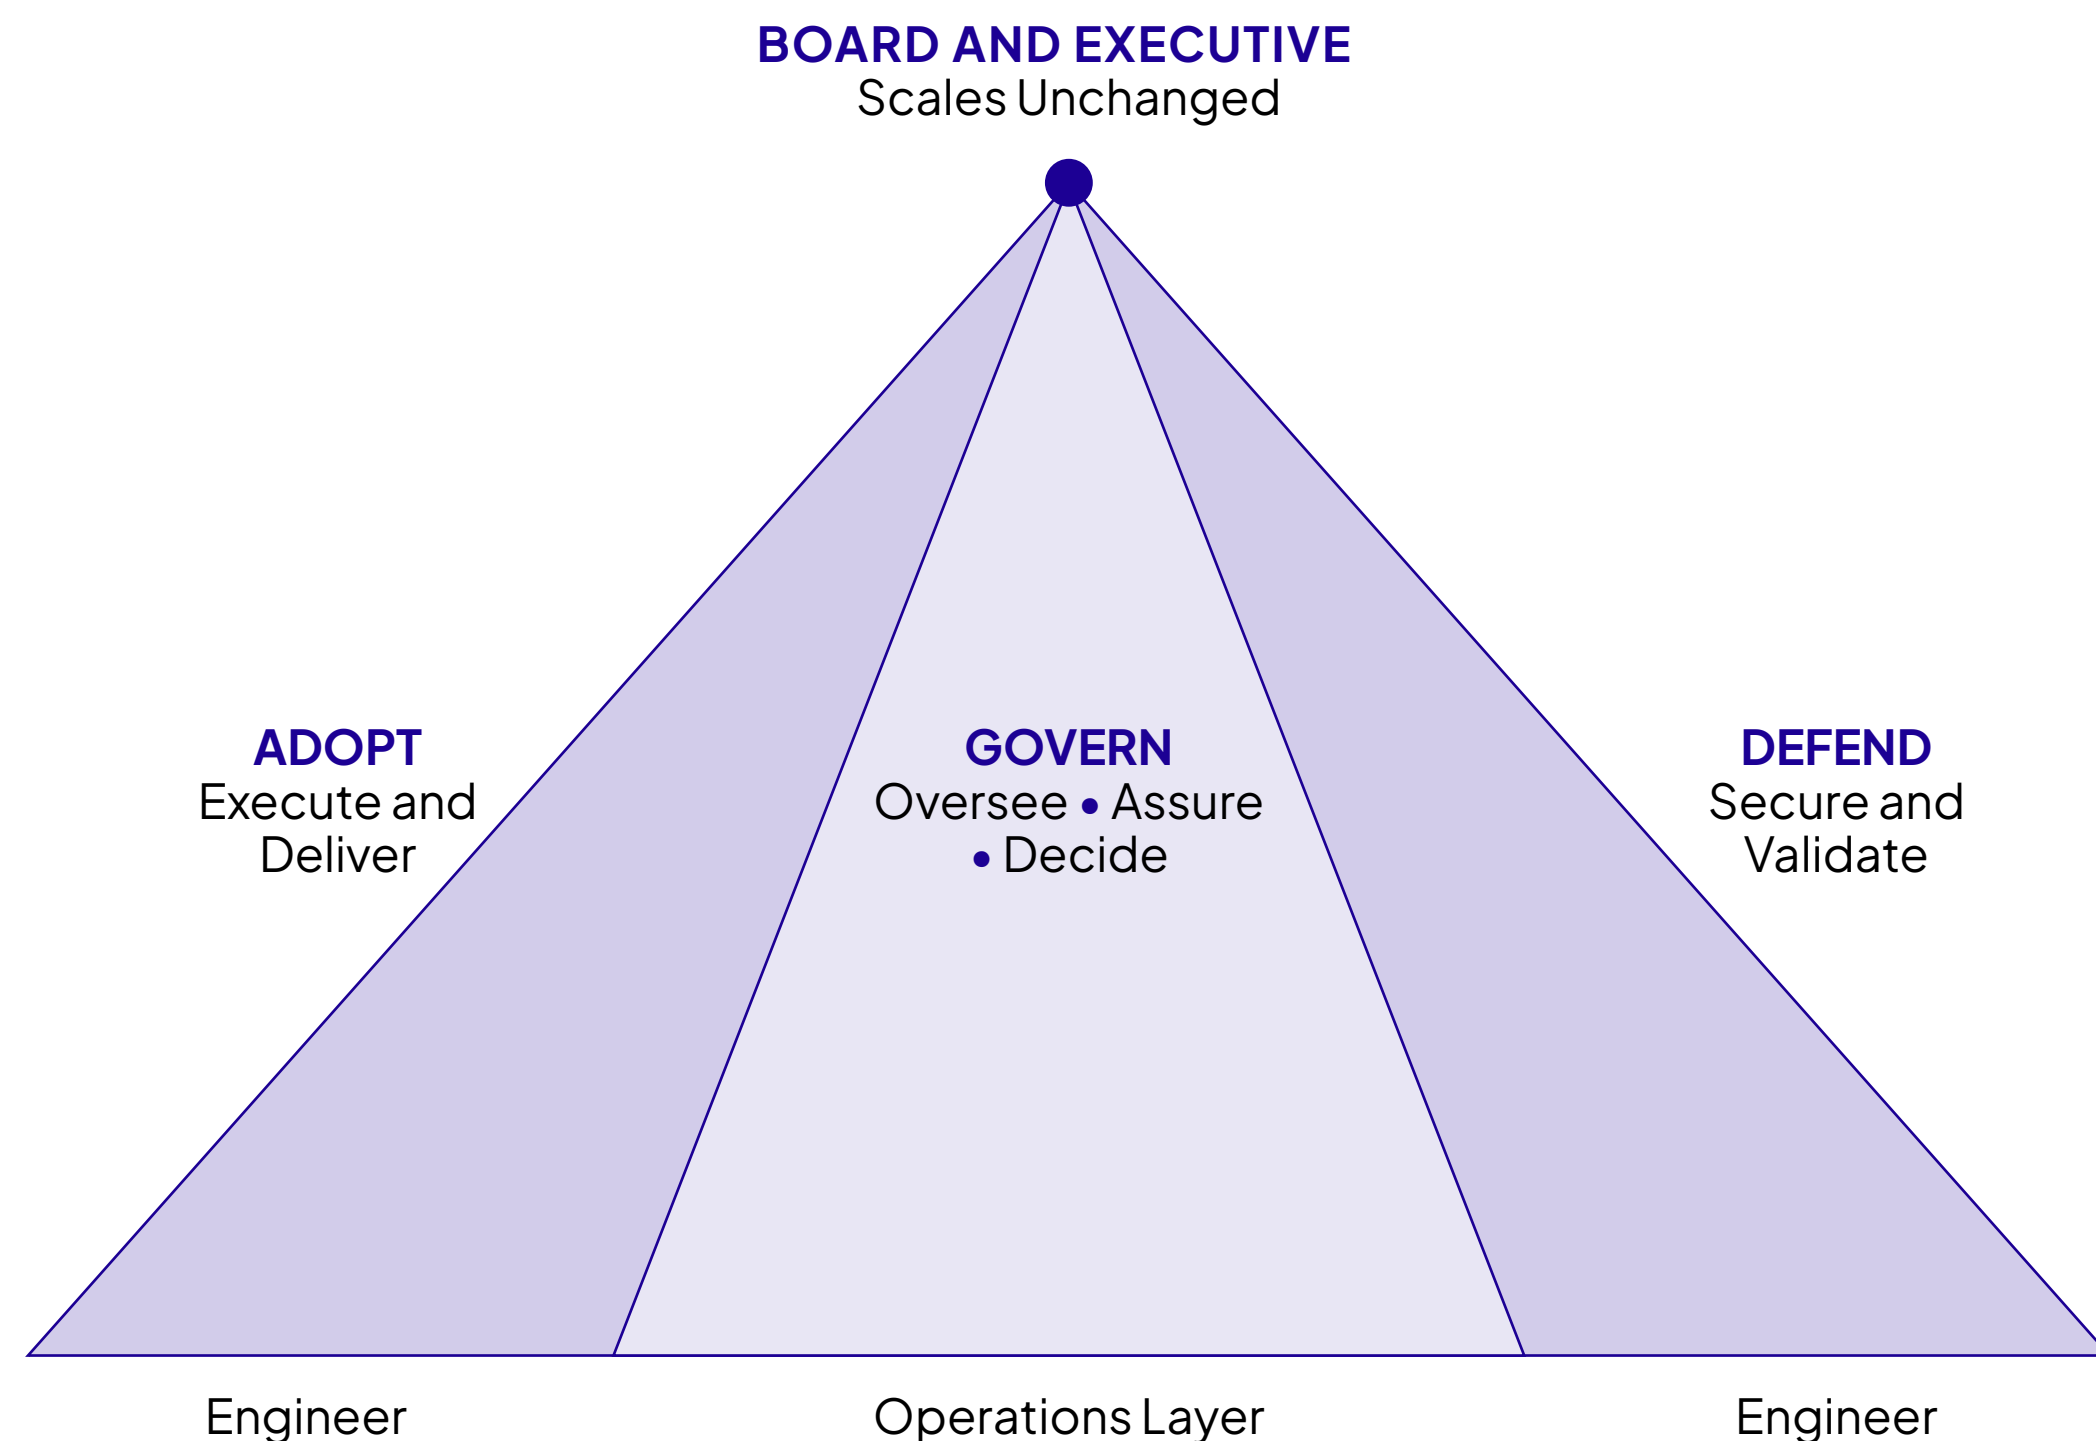 BOARD AND EXECUTIVE
Scales Unchanged
ADOPT
Execute and
Deliver
GOVERN
Oversee • Assure
• Decide
DEFEND
Secure and
Validate
Engineer
Operations Layer
Engineer